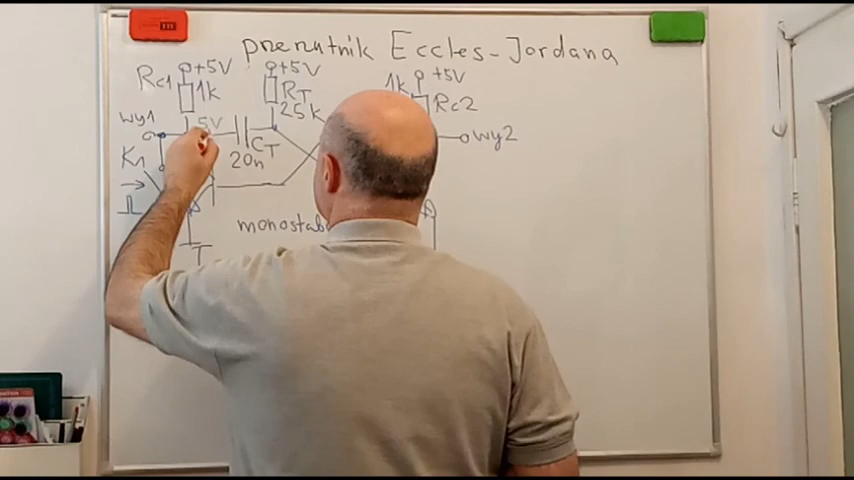 przerzutnik Eccles-Jordana
+5V
+5V
+5V
Rc1
1k
RT
25k
1k
Rc2
wy1
5V
CT
20n
wy2
K1
monostab
T